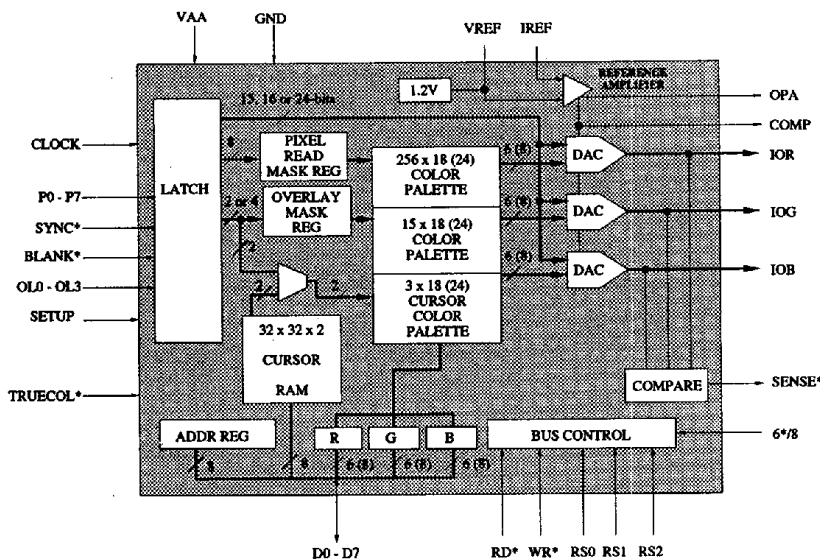 VAA
GND
VREF
IREF
REFERENCE
AMPLIFIER
1.2V
OPA
COMP
15, 16 or 24-bits
CLOCK
LATCH
8
PIXEL
READ
MASK REG
256 x 18 (24)
COLOR
PALETTE
6 (8)
DAC
IOR
P0 - P7
2 or 4
OVERLAY
MASK
REG
15 x 18 (24)
COLOR
PALETTE
6 (8)
DAC
IOG
SYNC*
BLANK*
2
6 (8)
DAC
IOB
OL0 - OL3
2
2
3 x 18 (24)
CURSOR
COLOR
PALETTE
SETUP
32 x 32 x 2
CURSOR
RAM
TRUECOL*
COMPARE
SENSE*
ADDR REG
R
G
B
BUS CONTROL
6*/8
8
8
6 (8)
6 (8)
6 (8)
D0 - D7
RD*
WR*
RS0
RS1
RS2